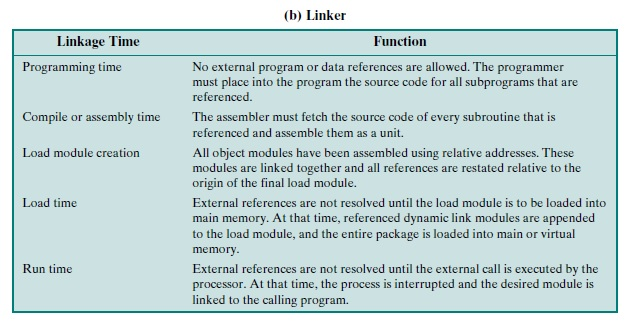 (b) Linker
Linkage Time Function
Programming time No external program or data references are allowed. The programmer
must place into the program the source code for all subprograms that are
referenced.
Compile or assembly time The assembler must fetch the source code of every subroutine that is
referenced and assemble them as a unit.
Load module creation All object modules have been assembled using relative addresses. These
modules are linked together and all references are restated relative to the
origin of the final load module.
Load time External references are not resolved until the load module is to be loaded into
main memory. At that time, referenced dynamic link modules are appended
to the load module, and the entire package is loaded into main or virtual
memory.
Run time External references are not resolved until the external call is executed by the
processor. At that time, the process is interrupted and the desired module is
linked to the calling program.